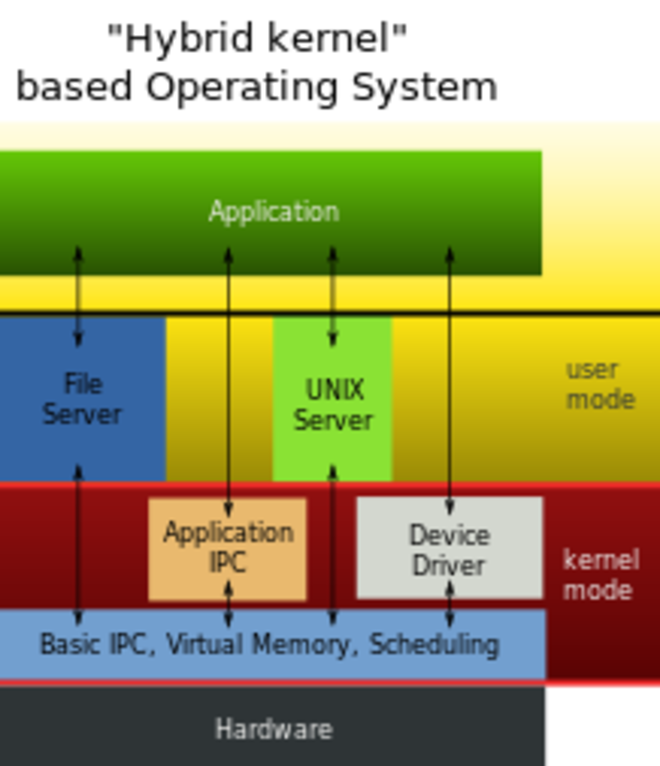 "Hybrid kernel"
based Operating System
Application
File
Server
UNIX
Server
user
mode
Application
IPC
Device
Driver
kernel
mode
Basic IPC, Virtual Memory, Scheduling
Hardware